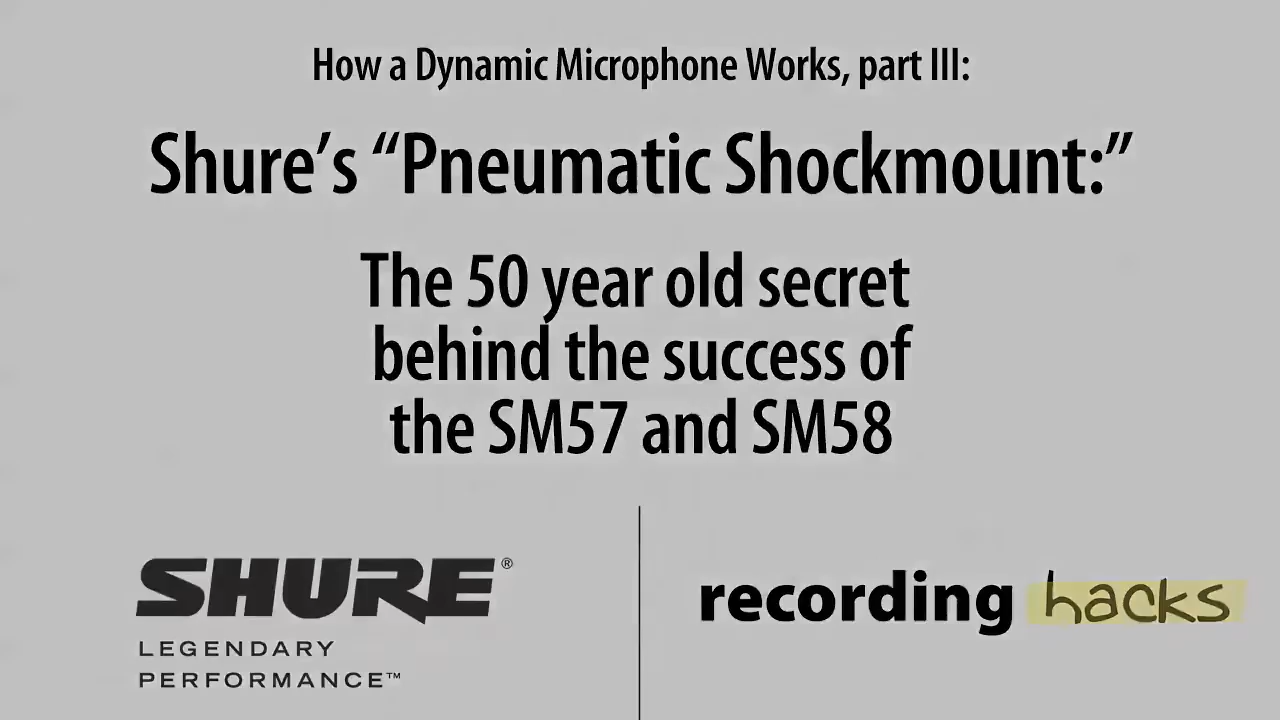 How a Dynamic Microphone Works, part III:
Shure’s “Pneumatic Shockmount:”
The 50 year old secret
behind the success of
the SM57 and SM58
SHURE®
LEGENDARY
PERFORMANCE™
recording hacks